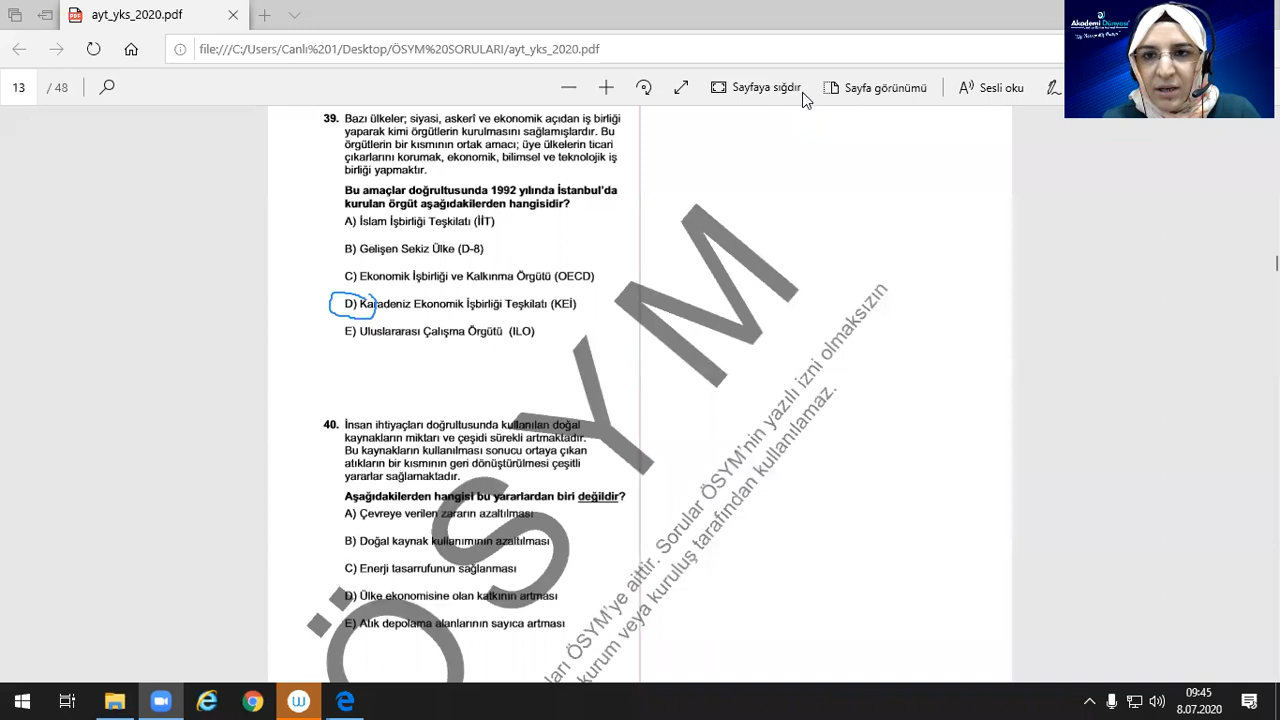 ayt_yks_2020.pdf
file:///C:/Users/Canlı%201/Desktop/ÖSYM%20SORULARI/ayt_yks_2020.pdf
13 / 48
Sayfaya sığdır
Sayfa görünümü
Sesli oku
Akademi Dünyası
39. Bazı ülkeler; siyasi, askerî ve ekonomik açıdan iş birliği
yaparak kimi örgütlerin kurulmasını sağlamışlardır. Bu
örgütlerin bir kısmının ortak amacı; üye ülkelerin ticari
çıkarlarını korumak, ekonomik, bilimsel ve teknolojik iş
birliği yapmaktır.
Bu amaçlar doğrultusunda 1992 yılında İstanbul'da
kurulan örgüt aşağıdakilerden hangisidir?
A) İslam İşbirliği Teşkilatı (İİT)
B) Gelişen Sekiz Ülke (D-8)
C) Ekonomik İşbirliği ve Kalkınma Örgütü (OECD)
D) Karadeniz Ekonomik İşbirliği Teşkilatı (KEİ)
E) Uluslararası Çalışma Örgütü (ILO)
40. İnsan ihtiyaçları doğrultusunda kullanılan doğal
kaynakların miktarı ve çeşidi sürekli artmaktadır.
Bu kaynakların kullanılması sonucu ortaya çıkan
atıkların bir kısmının geri dönüştürülmesi çeşitli
yararlar sağlamaktadır.
Aşağıdakilerden hangisi bu yararlardan biri değildir?
A) Çevreye verilen zararın azaltılması
B) Doğal kaynak kullanımının azaltılması
C) Enerji tasarrufunun sağlanması
D) Ülke ekonomisine olan katkının artması
E) Atık depolama alanlarının sayıca artması
ÖSYM
ları ÖSYM'ye aittir. Sorular ÖSYM'nin yazılı izni olmaksızın
kurum veya kuruluş tarafından kullanılamaz.
09:45
8.07.2020